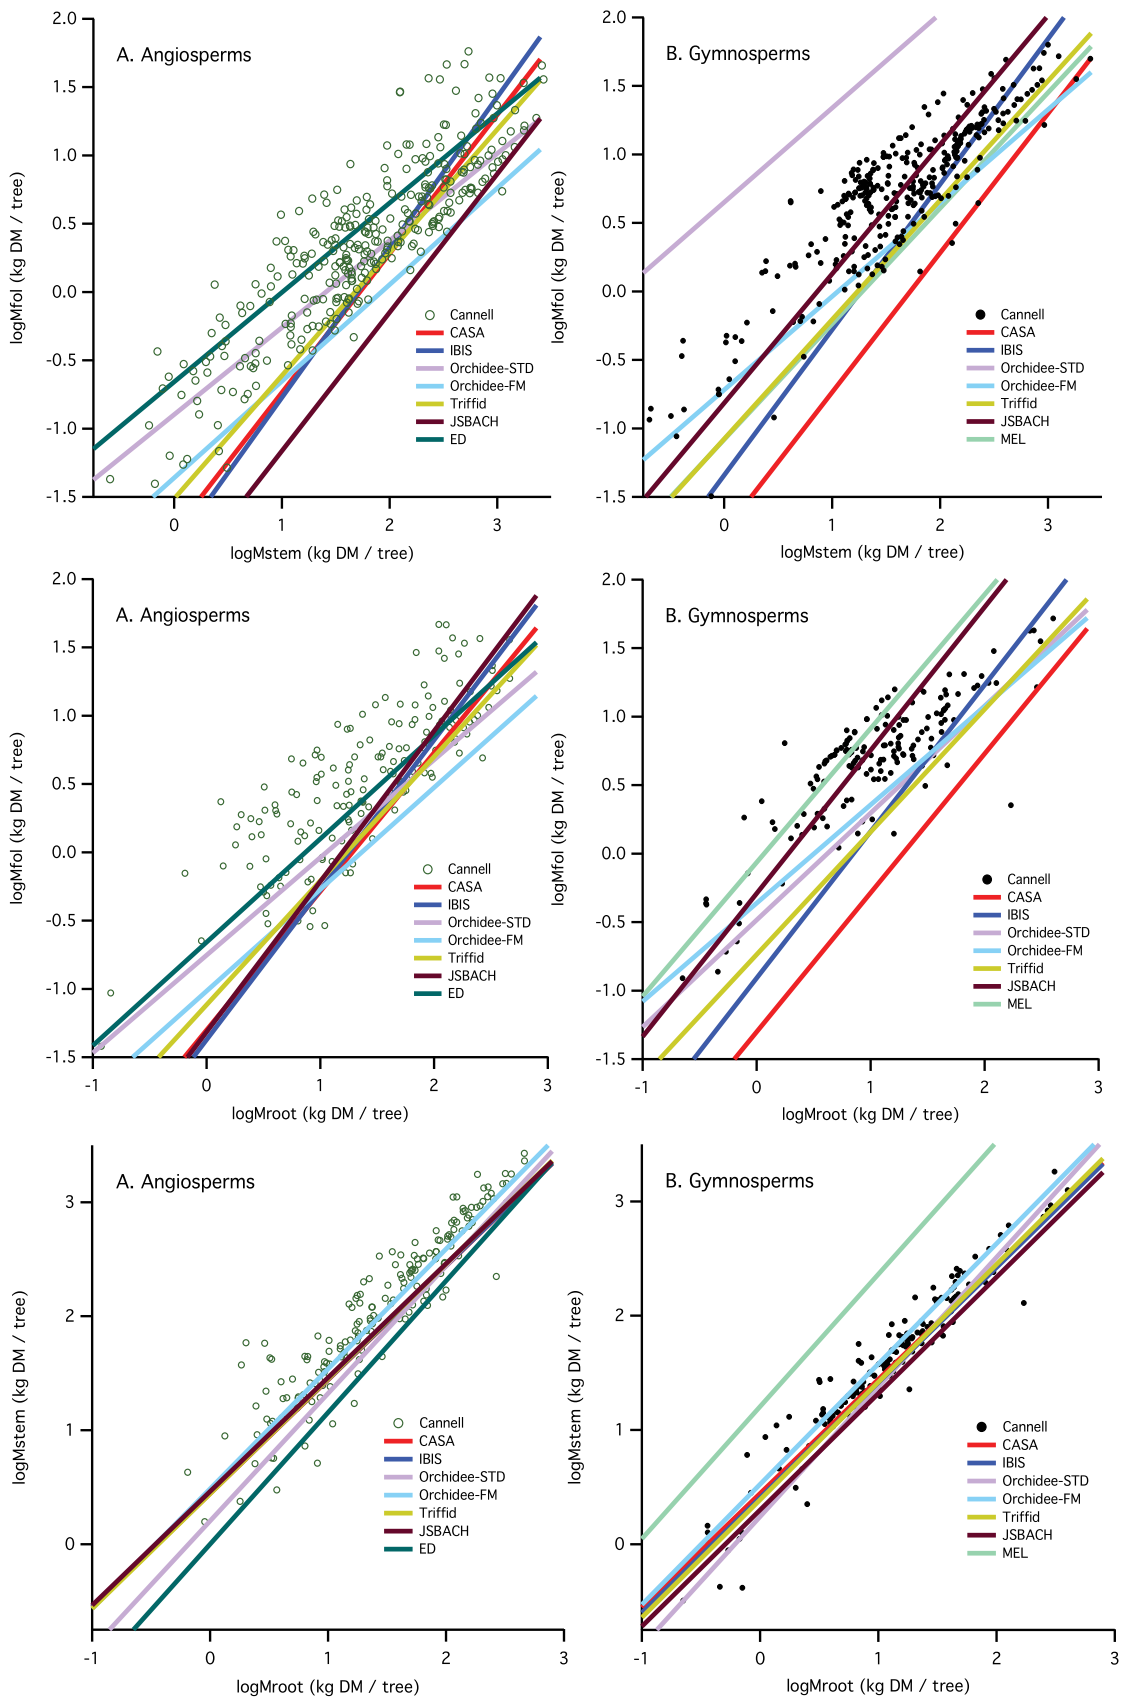 A. Angiosperms
2.0
1.5
1.0
0.5
0.0
-0.5
-1.0
-1.5
logMfol (kg DM / tree)
Cannell
CASA
IBIS
Orchidee-STD
Orchidee-FM
Triffid
JSBACH
ED
0
1
2
3
logMstem (kg DM / tree)
B. Gymnosperms
2.0
1.5
1.0
0.5
0.0
-0.5
-1.0
-1.5
logMfol (kg DM / tree)
Cannell
CASA
IBIS
Orchidee-STD
Orchidee-FM
Triffid
JSBACH
MEL
0
1
2
3
logMstem (kg DM / tree)
A. Angiosperms
2.0
1.5
1.0
0.5
0.0
-0.5
-1.0
-1.5
logMfol (kg DM / tree)
Cannell
CASA
IBIS
Orchidee-STD
Orchidee-FM
Triffid
JSBACH
ED
-1
0
1
2
3
logMroot (kg DM / tree)
B. Gymnosperms
2.0
1.5
1.0
0.5
0.0
-0.5
-1.0
-1.5
logMfol (kg DM / tree)
Cannell
CASA
IBIS
Orchidee-STD
Orchidee-FM
Triffid
JSBACH
MEL
-1
0
1
2
3
logMroot (kg DM / tree)
A. Angiosperms
3
2
1
0
logMstem (kg DM / tree)
Cannell
CASA
IBIS
Orchidee-STD
Orchidee-FM
Triffid
JSBACH
ED
-1
0
1
2
3
logMroot (kg DM / tree)
B. Gymnosperms
3
2
1
0
logMstem (kg DM / tree)
Cannell
CASA
IBIS
Orchidee-STD
Orchidee-FM
Triffid
JSBACH
MEL
-1
0
1
2
3
logMroot (kg DM / tree)